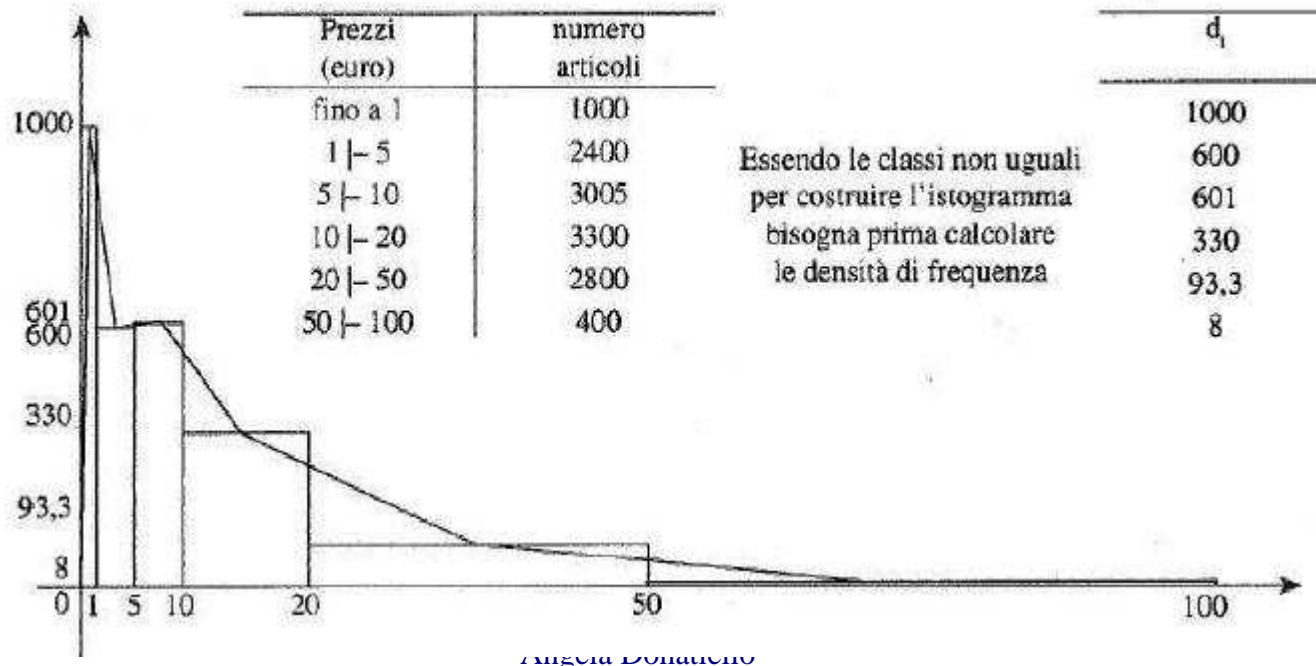 Prezzi numero d_i
(euro) articoli
fino a 1 1000 1000
1 |– 5 2400 600
5 |– 10 3005 601
10 |– 20 3300 330
20 |– 50 2800 93,3
50 |– 100 400 8
Essendo le classi non uguali
per costruire l'istogramma
bisogna prima calcolare
le densità di frequenza
1000
601
600
330
93,3
8
0 1 5 10 20 50 100
Angela Donatiello